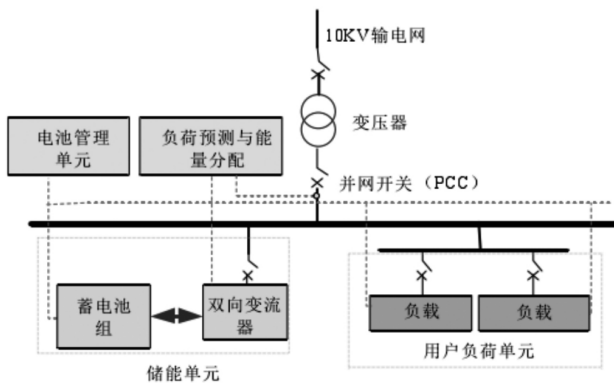 10KV输电网
变压器
电池管理
单元
负荷预测与能
量分配
并网开关（PCC）
蓄电池
组
双向变流
器
负载
负载
用户负荷单元
储能单元